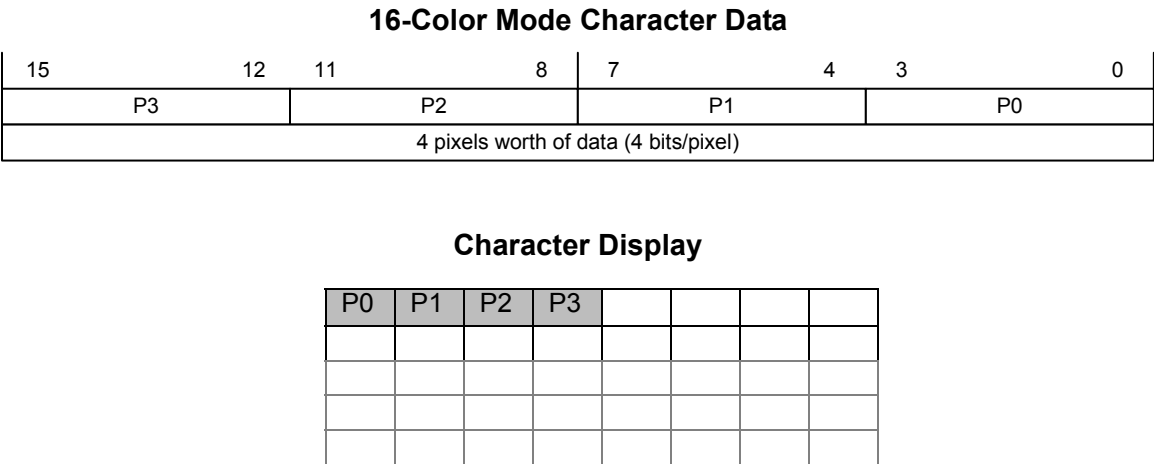 16-Color Mode Character Data
15 12 11 8 7 4 3 0
P3 P2 P1 P0
4 pixels worth of data (4 bits/pixel)
Character Display
P0 P1 P2 P3